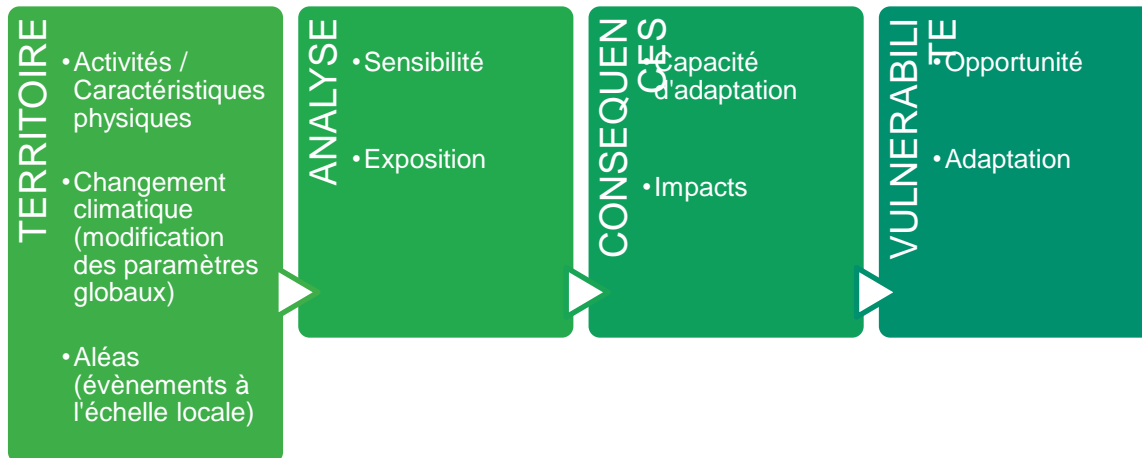 TERRITOIRE
•Activités /
Caractéristiques
physiques
•Changement
climatique
(modification
des paramètres
globaux)
•Aléas
(évènements à
l'échelle locale)
ANALYSE
•Sensibilité
•Exposition
CONSEQUEN
CES
•Capacité
d'adaptation
•Impacts
VULNERABILI
TE
•Opportunité
•Adaptation